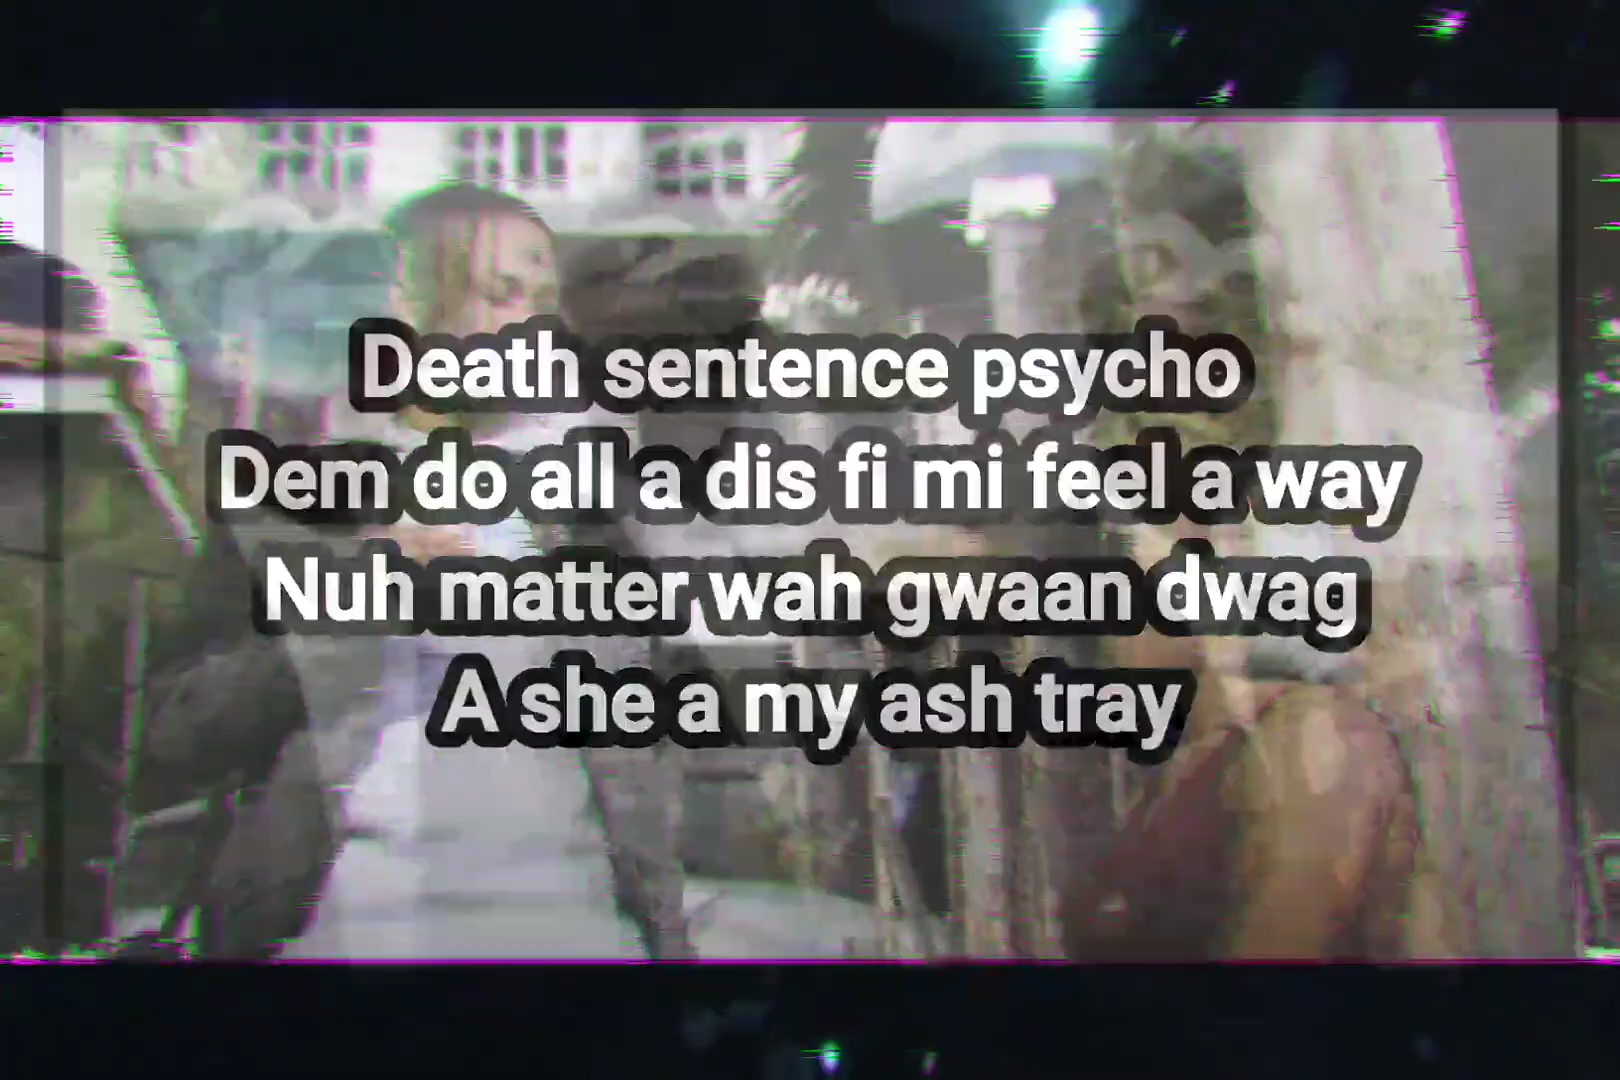 Death sentence psycho
Dem do all a dis fi mi feel a way
Nuh matter wah gwaan dwag
A she a my ash tray